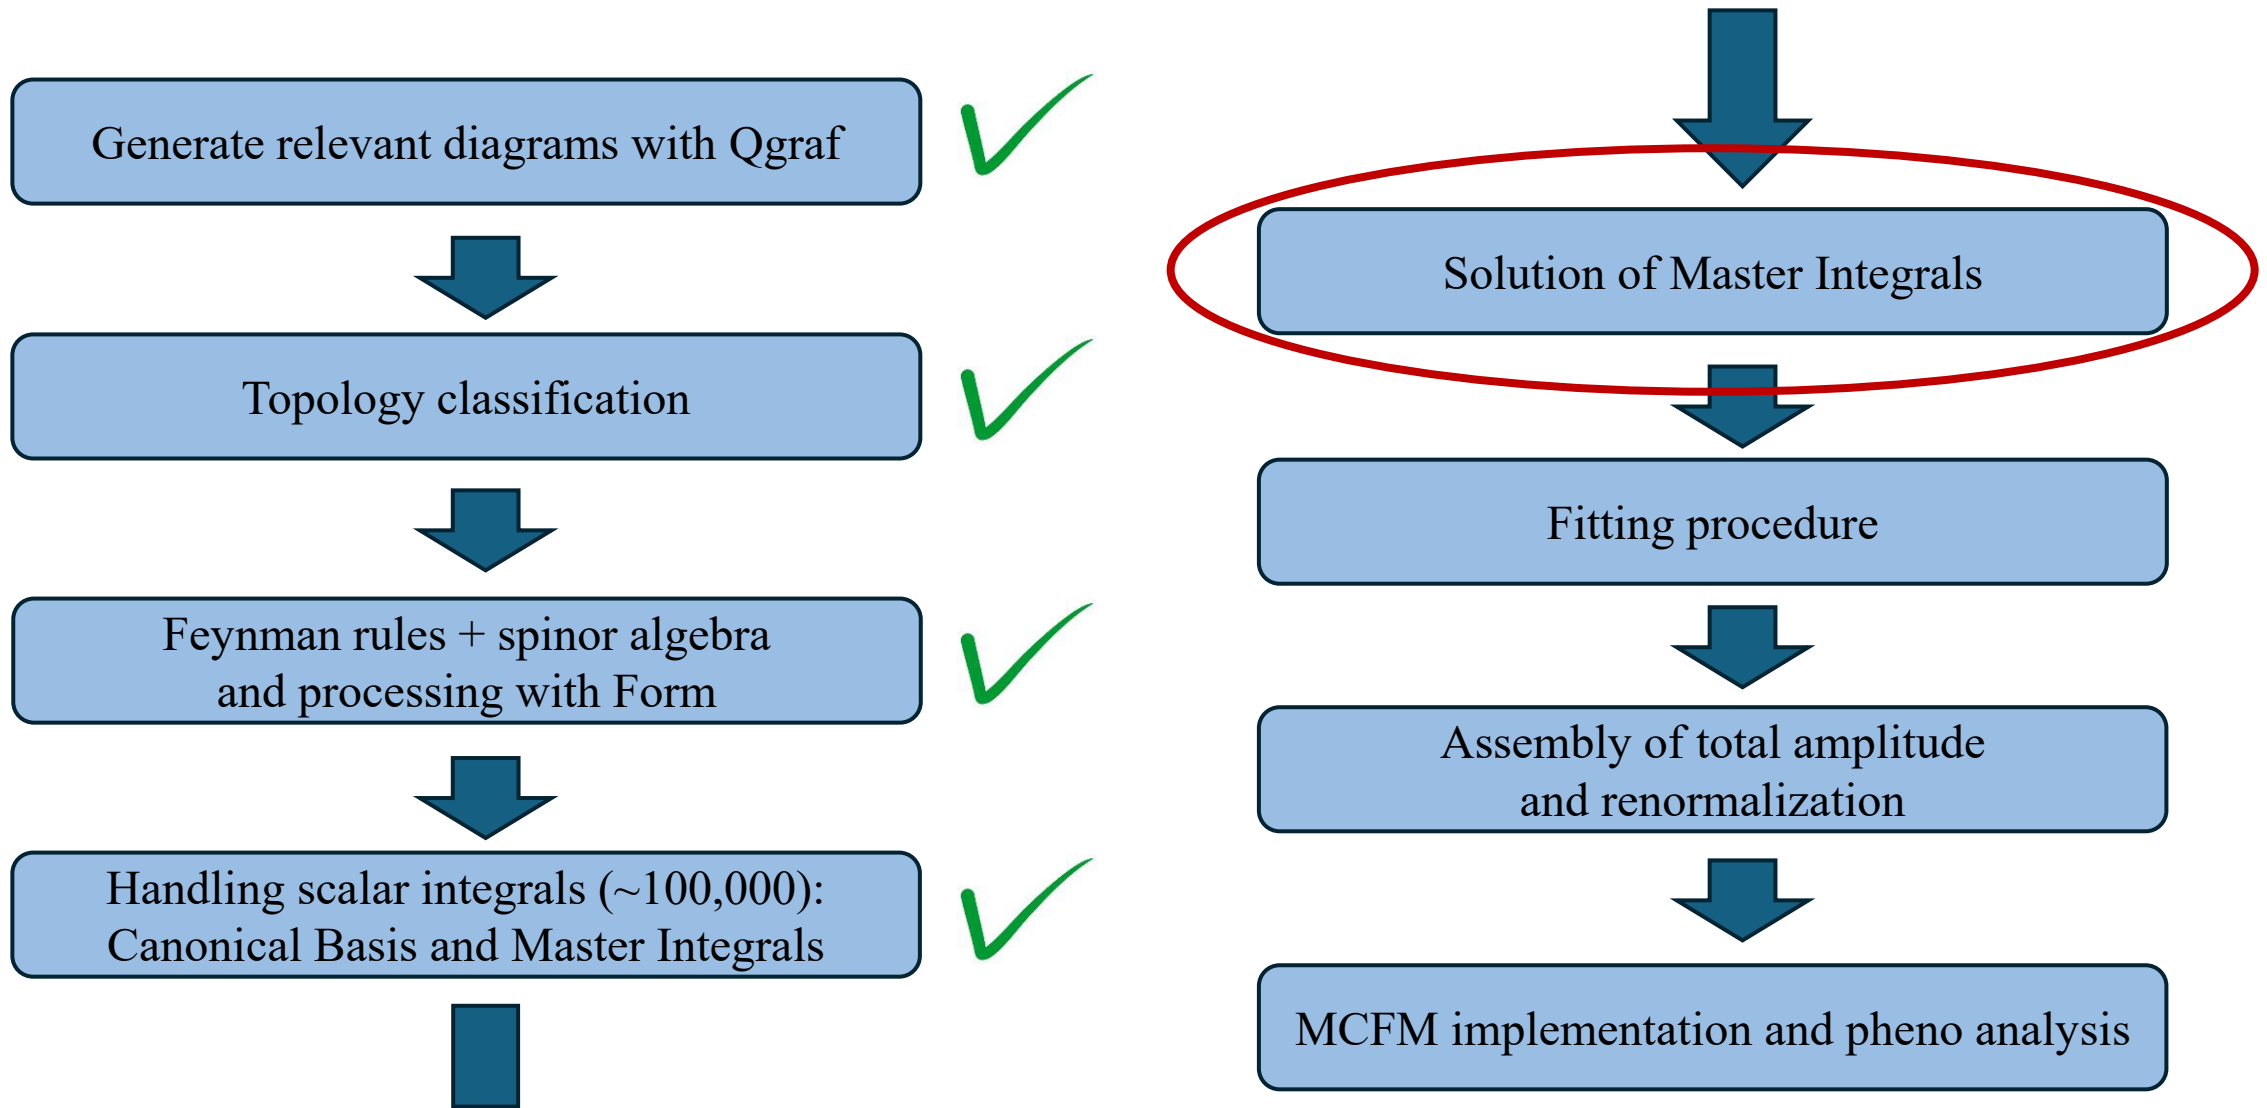 Generate relevant diagrams with Qgraf
Topology classification
Feynman rules + spinor algebra
and processing with Form
Handling scalar integrals (~100,000):
Canonical Basis and Master Integrals
Solution of Master Integrals
Fitting procedure
Assembly of total amplitude
and renormalization
MCFM implementation and pheno analysis